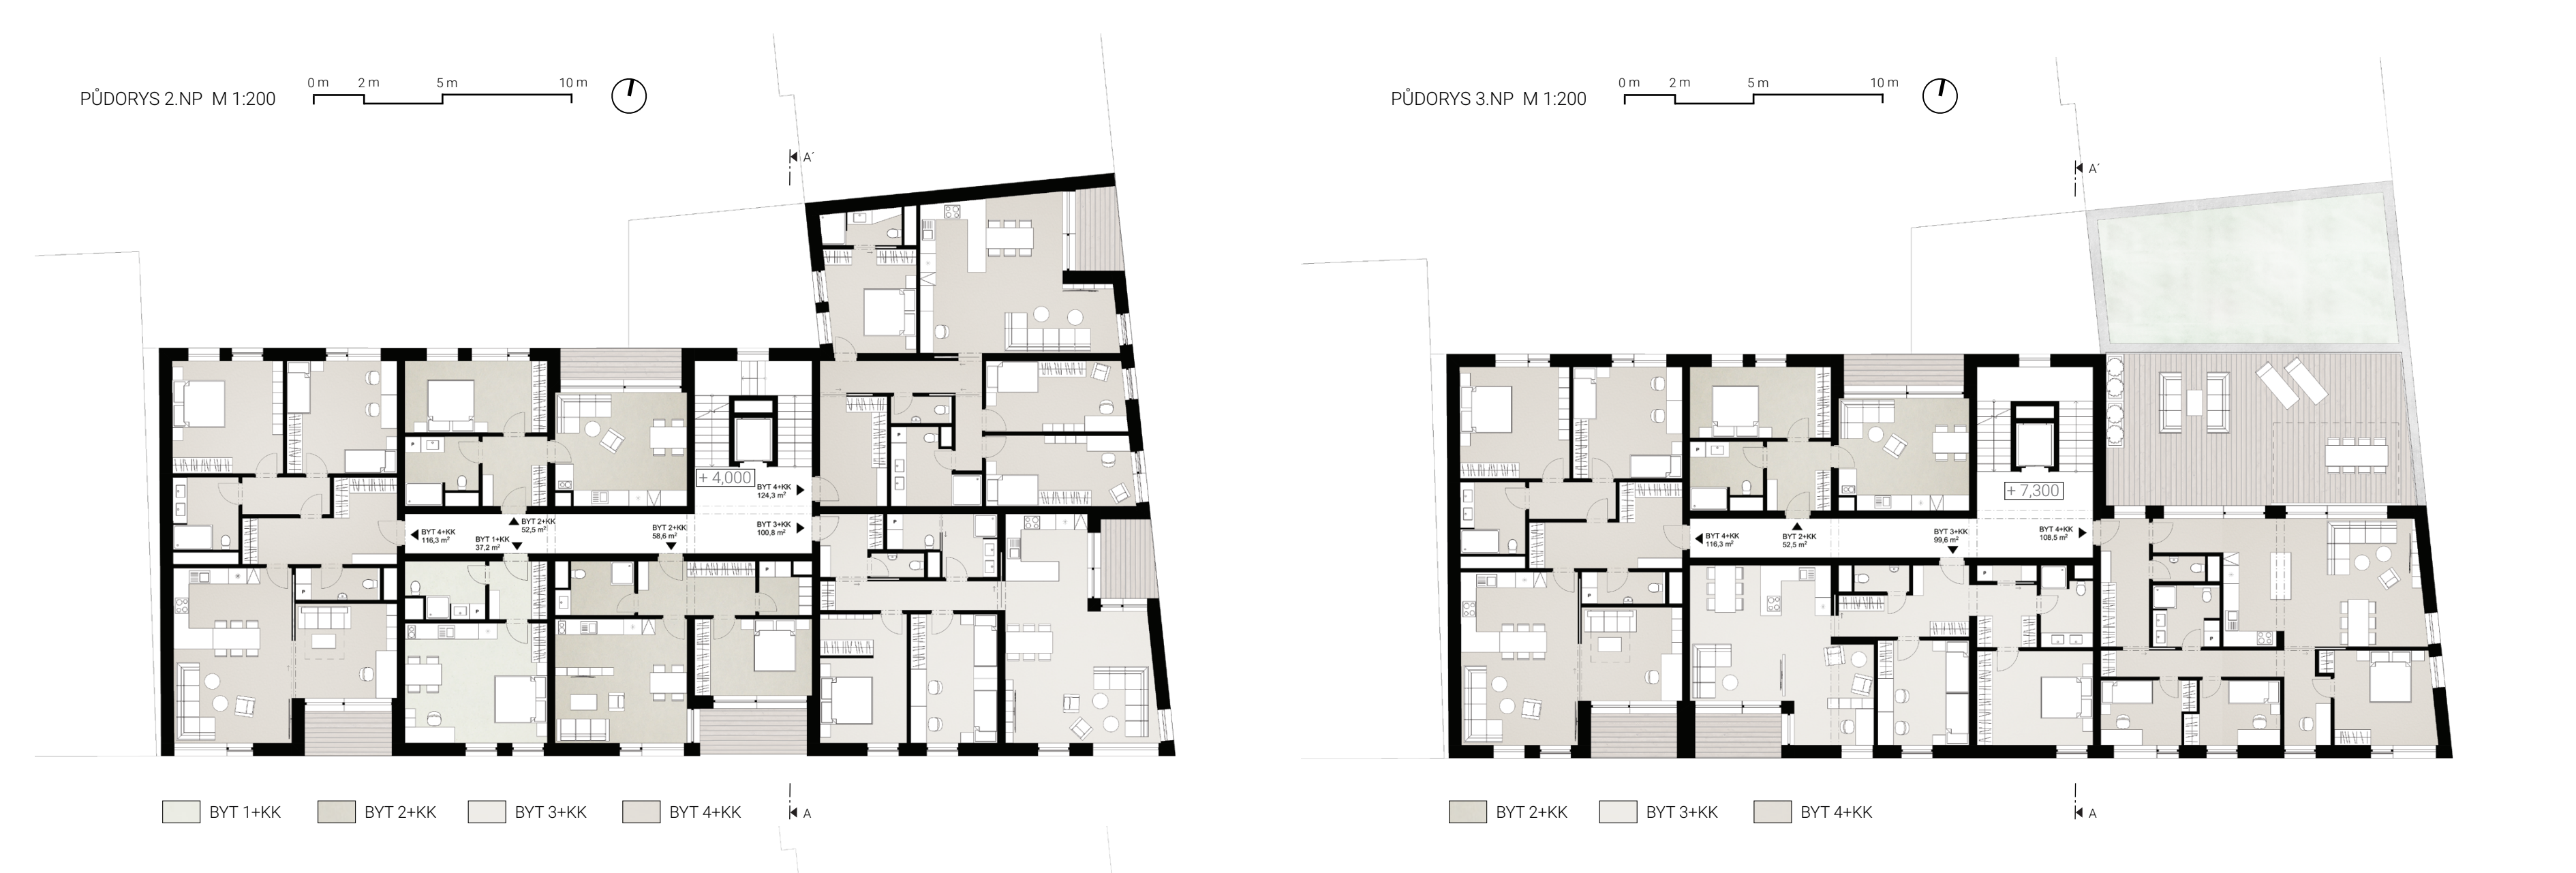 PŮDORYS 2.NP M 1:200
0 m 2 m 5 m 10 m
A´
+ 4,000
BYT 4+KK
124,3 m²
BYT 3+KK
100,8 m²
BYT 4+KK
116,3 m²
BYT 2+KK
52,5 m²
BYT 1+KK
37,2 m²
BYT 2+KK
58,6 m²
P
P
P
P
P
P
P
BYT 1+KK
BYT 2+KK
BYT 3+KK
BYT 4+KK
A
PŮDORYS 3.NP M 1:200
0 m 2 m 5 m 10 m
A´
+ 7,300
BYT 4+KK
116,3 m²
BYT 2+KK
52,5 m²
BYT 3+KK
99,6 m²
BYT 4+KK
108,5 m²
P
P
P
P
P
BYT 2+KK
BYT 3+KK
BYT 4+KK
A